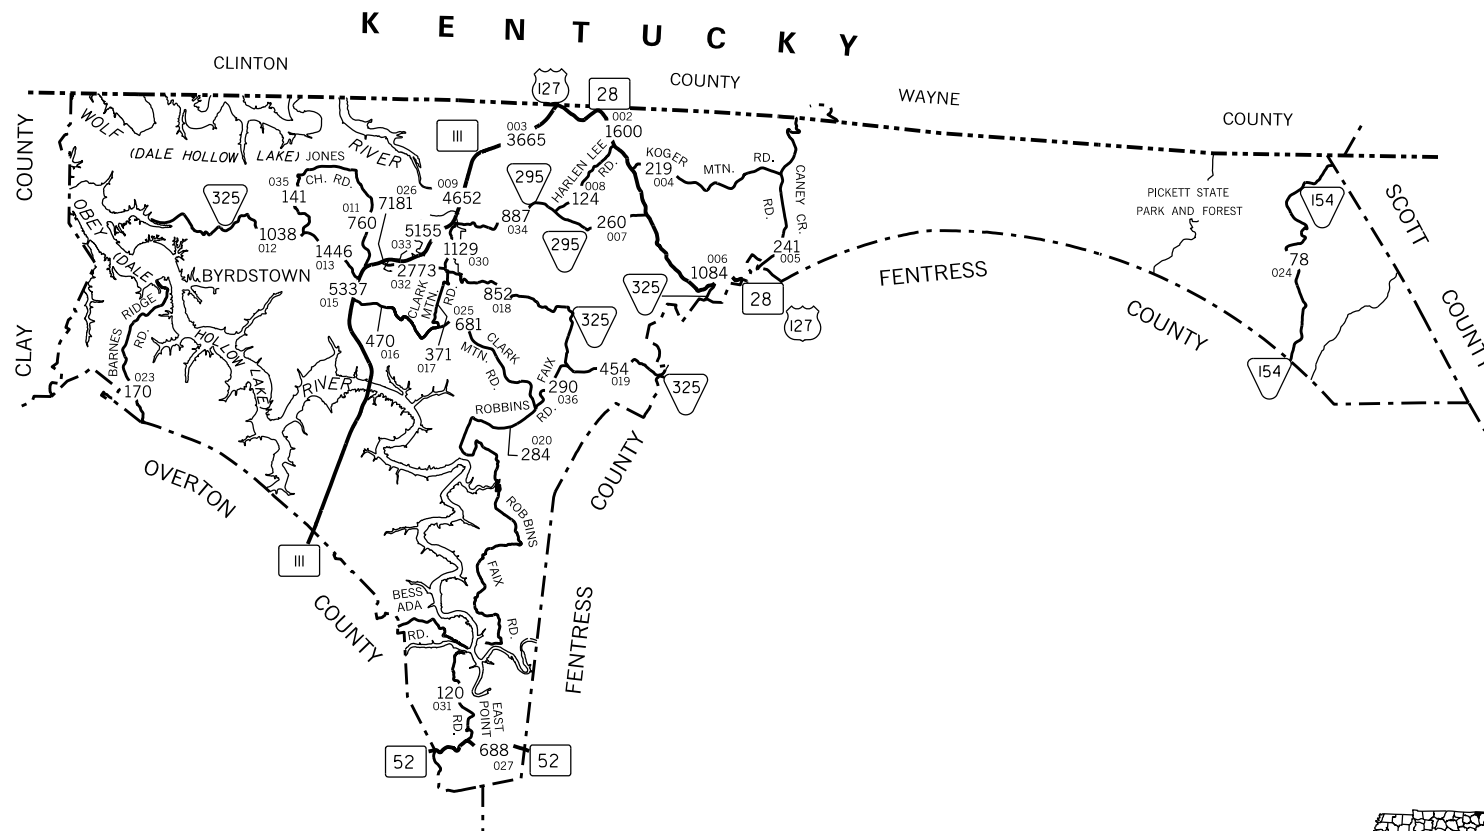 KENTUCKY
CLINTON
COUNTY
WAYNE
COUNTY
127
28
002
1600
003
3665
111
WOLF
RIVER
(DALE HOLLOW LAKE)
JONES
CH. RD.
035
141
325
026
7181
009
4652
295
HARLEN LEE
RD.
008
124
KOGER
MTN.
RD.
219
004
CANEY CR.
RD.
PICKETT STATE
PARK AND FOREST
154
SCOTT
COUNTY
COUNTY
CLAY
OBEY
(DALE
HOLLOW
LAKE)
RIVER
1038
012
011
760
033
5155
887
034
260
007
295
1446
013
1129
030
BYRDSTOWN
2773
032
5337
015
CLARK
MTN.
RD.
852
018
025
681
006
1084
241
005
325
28
127
FENTRESS
COUNTY
78
024
154
BARNES
RIDGE
RD.
023
170
470
016
371
017
CLARK
MTN.
RD.
325
FAIX
290
036
454
019
325
ROBBINS
RD.
020
284
OVERTON
COUNTY
COUNTY
FENTRESS
111
ROBBINS
FAIX
RD.
BESS
ADA
RD.
120
031
RD.
EAST
POINT
52
688
027
52